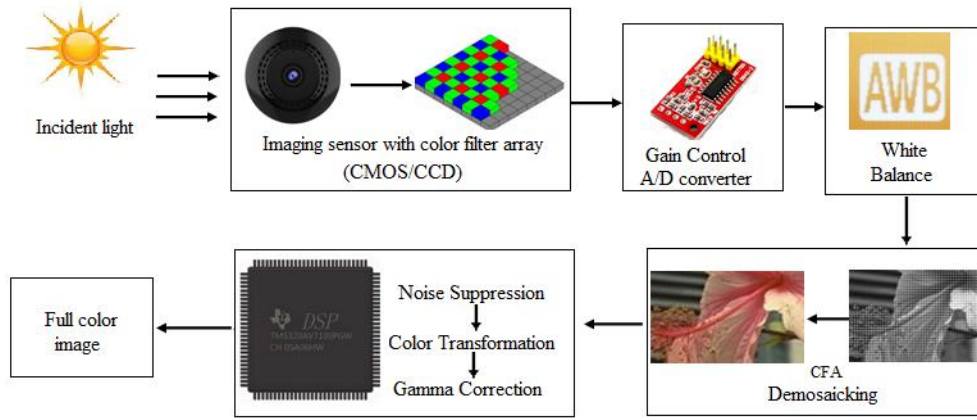 Incident light
Imaging sensor with color filter array
(CMOS/CCD)
Gain Control
A/D converter
AWB
White
Balance
CFA
Demosaicking
Noise Suppression
Color Transformation
Gamma Correction
DSP
Full color
image